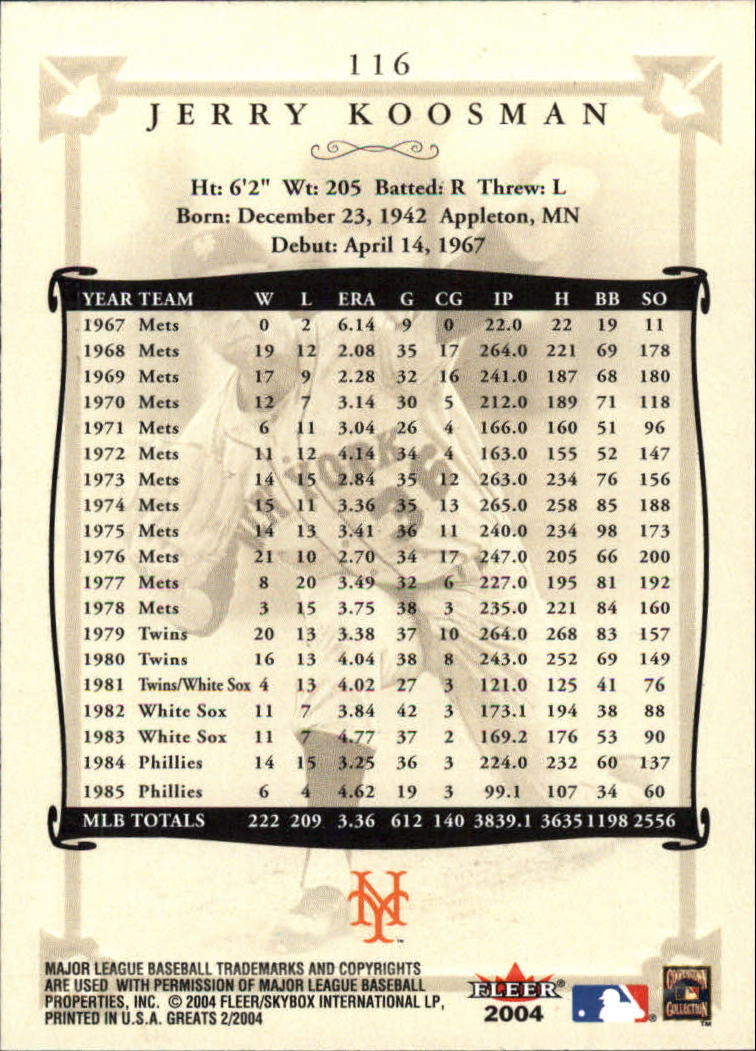 116
JERRY KOOSMAN
Ht: 6'2" Wt: 205 Batted: R Threw: L
Born: December 23, 1942 Appleton, MN
Debut: April 14, 1967
YEAR TEAM W L ERA G CG IP H BB SO
1967 Mets 0 2 6.14 9 0 22.0 22 19 11
1968 Mets 19 12 2.08 35 17 264.0 221 69 178
1969 Mets 17 9 2.28 32 16 241.0 187 68 180
1970 Mets 12 7 3.14 30 5 212.0 189 71 118
1971 Mets 6 11 3.04 26 4 166.0 160 51 96
1972 Mets 11 12 4.14 34 4 163.0 155 52 147
1973 Mets 14 15 2.84 35 12 263.0 234 76 156
1974 Mets 15 11 3.36 35 13 265.0 258 85 188
1975 Mets 14 13 3.41 36 11 240.0 234 98 173
1976 Mets 21 10 2.70 34 17 247.0 205 66 200
1977 Mets 8 20 3.49 32 6 227.0 195 81 192
1978 Mets 3 15 3.75 38 3 235.0 221 84 160
1979 Twins 20 13 3.38 37 10 264.0 268 83 157
1980 Twins 16 13 4.04 38 8 243.0 252 69 149
1981 Twins/White Sox 4 13 4.02 27 3 121.0 125 41 76
1982 White Sox 11 7 3.84 42 3 173.1 194 38 88
1983 White Sox 11 7 4.77 37 2 169.2 176 53 90
1984 Phillies 14 15 3.25 36 3 224.0 232 60 137
1985 Phillies 6 4 4.62 19 3 99.1 107 34 60
MLB TOTALS 222 209 3.36 612 140 3839.1 3635 1198 2556
NEW YORK
36
NY™
MAJOR LEAGUE BASEBALL TRADEMARKS AND COPYRIGHTS
ARE USED WITH PERMISSION OF MAJOR LEAGUE BASEBALL
PROPERTIES, INC. © 2004 FLEER/SKYBOX INTERNATIONAL LP,
PRINTED IN U.S.A. GREATS 2/2004
FLEER®
2004
®
COOPERSTOWN
COLLECTION
™